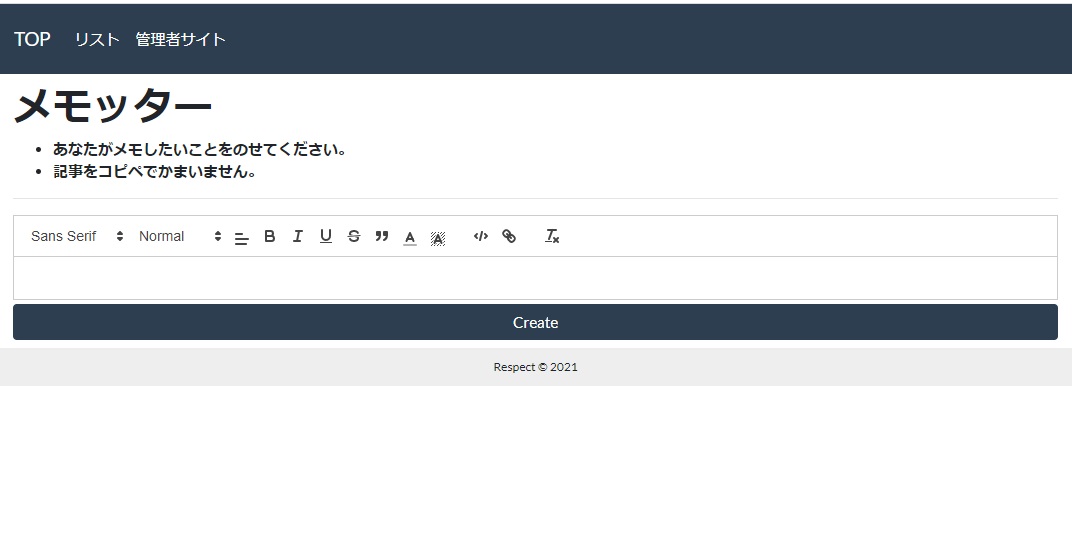 TOP リスト 管理者サイト
メモッター
あなたがメモしたいことをのせてください。
記事をコピペでかまいません。
Sans Serif Normal
Create
Respect © 2021